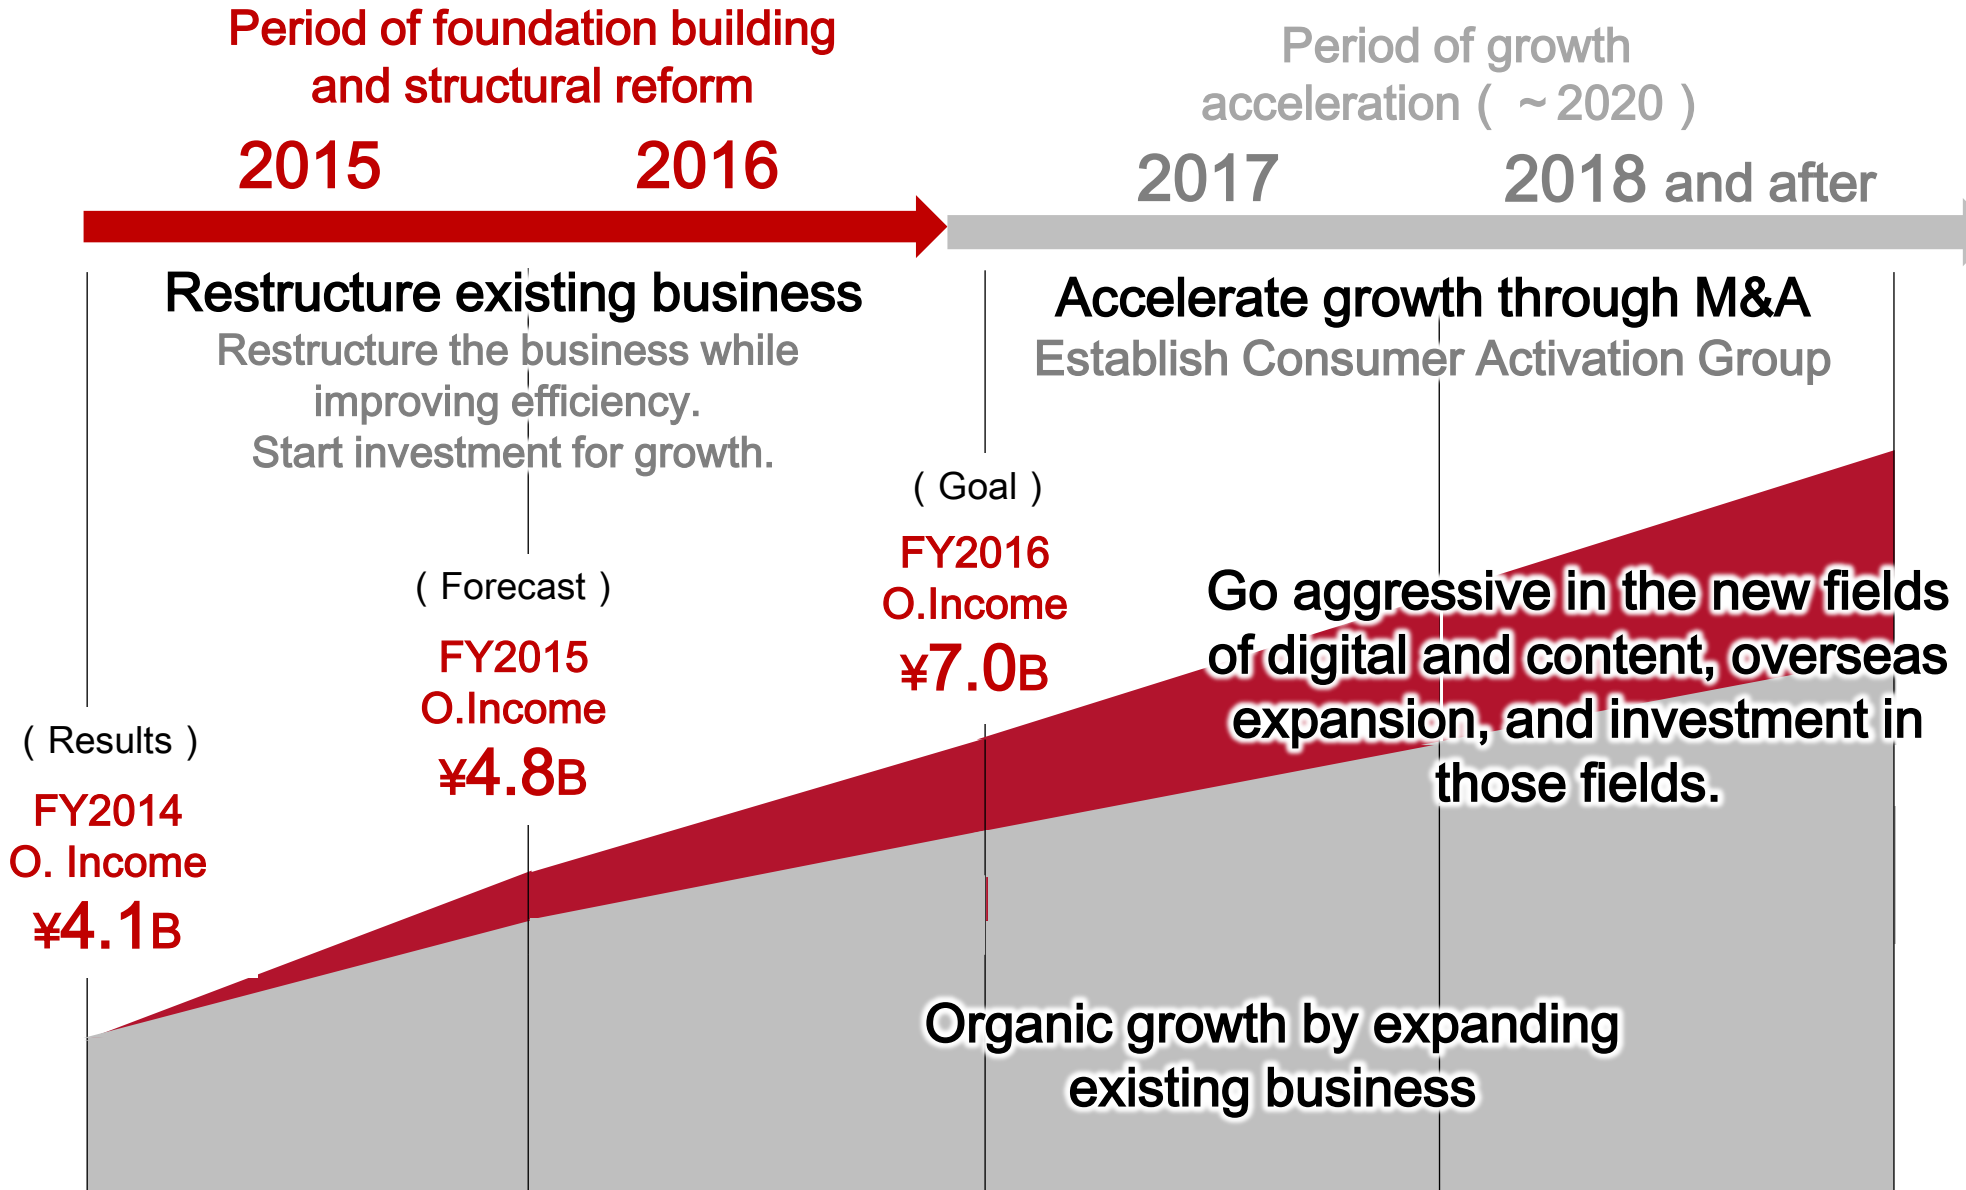 Period of foundation building
and structural reform
Period of growth
acceleration ( ～2020 )
2015
2016
2017
2018 and after
Restructure existing business
Restructure the business while
improving efficiency.
Start investment for growth.
Accelerate growth through M&A
Establish Consumer Activation Group
( Results )
FY2014
O. Income
¥4.1B
( Forecast )
FY2015
O.Income
¥4.8B
( Goal )
FY2016
O.Income
¥7.0B
Go aggressive in the new fields
of digital and content, overseas
expansion, and investment in
those fields.
Organic growth by expanding
existing business